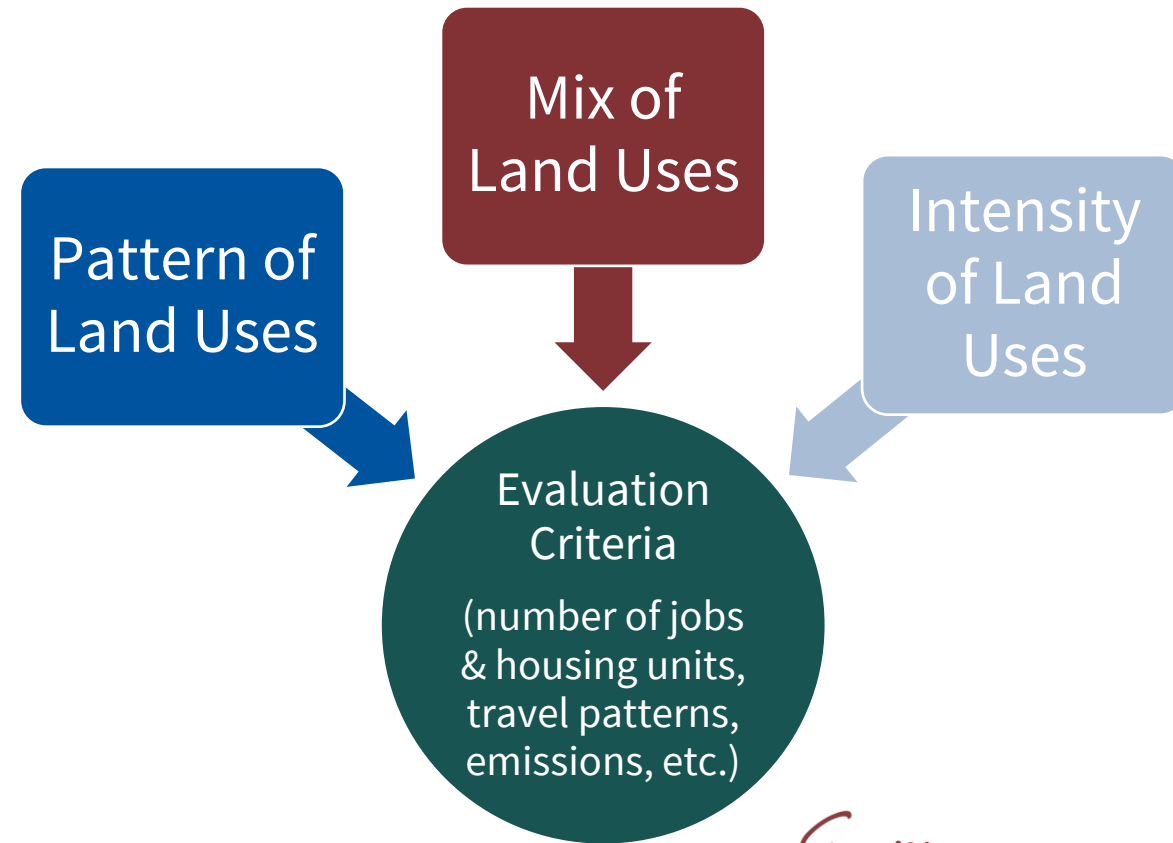 Mix of
Land Uses
Pattern of
Land Uses
Intensity
of Land
Uses
Evaluation
Criteria
(number of jobs
& housing units,
travel patterns,
emissions, etc.)